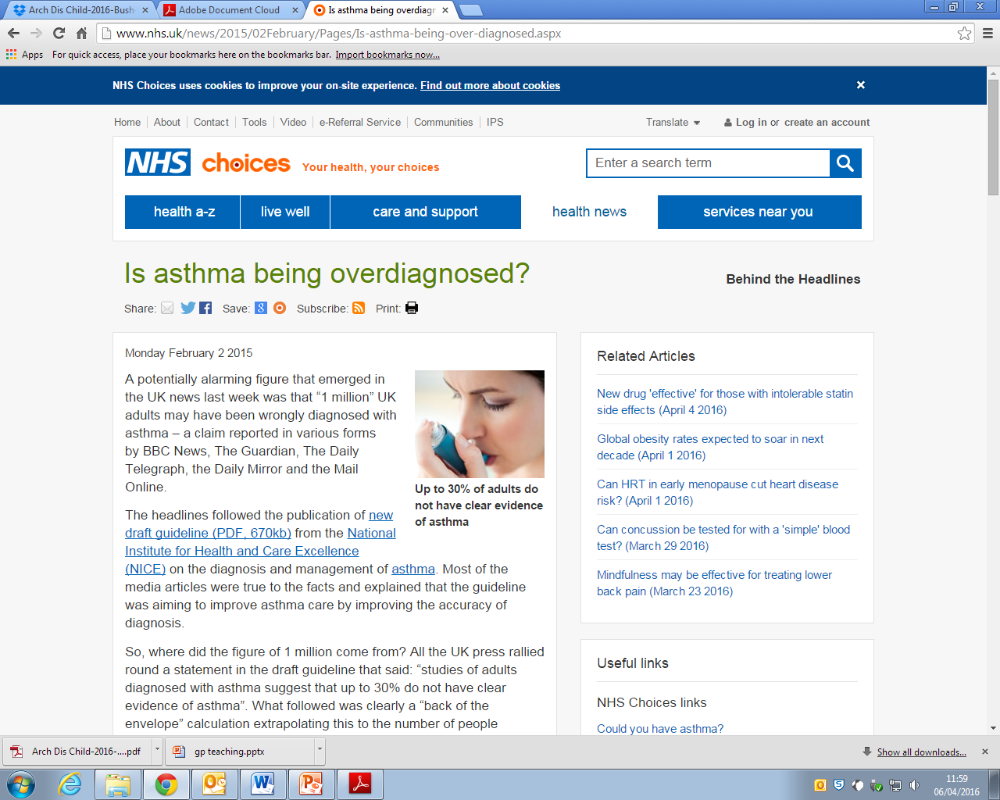 Arch Dis Child-2016-Bush
Adobe Document Cloud
Is asthma being overdiagn
www.nhs.uk/news/2015/02February/Pages/Is-asthma-being-over-diagnosed.aspx
Apps For quick access, place your bookmarks here on the bookmarks bar. Import bookmarks now...
NHS Choices uses cookies to improve your on-site experience. Find out more about cookies
Home About Contact Tools Video e-Referral Service Communities IPS
Translate Log in or create an account
NHS choices Your health, your choices
Enter a search term
health a-z live well care and support health news services near you
Is asthma being overdiagnosed?
Behind the Headlines
Share: Save: Subscribe: Print:
Monday February 2 2015
A potentially alarming figure that emerged in
the UK news last week was that “1 million” UK
adults may have been wrongly diagnosed with
asthma – a claim reported in various forms
by BBC News, The Guardian, The Daily
Telegraph, the Daily Mirror and the Mail
Online.
Up to 30% of adults do
not have clear evidence
of asthma
The headlines followed the publication of new
draft guideline (PDF, 670kb) from the National
Institute for Health and Care Excellence
(NICE) on the diagnosis and management of asthma. Most of the
media articles were true to the facts and explained that the guideline
was aiming to improve asthma care by improving the accuracy of
diagnosis.
So, where did the figure of 1 million come from? All the UK press rallied
round a statement in the draft guideline that said: “studies of adults
diagnosed with asthma suggest that up to 30% do not have clear
evidence of asthma”. What followed was clearly a “back of the
envelope” calculation extrapolating this to the number of people
Related Articles
New drug 'effective' for those with intolerable statin
side effects (April 4 2016)
Global obesity rates expected to soar in next
decade (April 1 2016)
Can HRT in early menopause cut heart disease
risk? (April 1 2016)
Can concussion be tested for with a 'simple' blood
test? (March 29 2016)
Mindfulness may be effective for treating lower
back pain (March 23 2016)
Useful links
NHS Choices links
Could you have asthma?
Arch Dis Child-2016-....pdf
gp teaching.pptx
Show all downloads...
11:59
06/04/2016